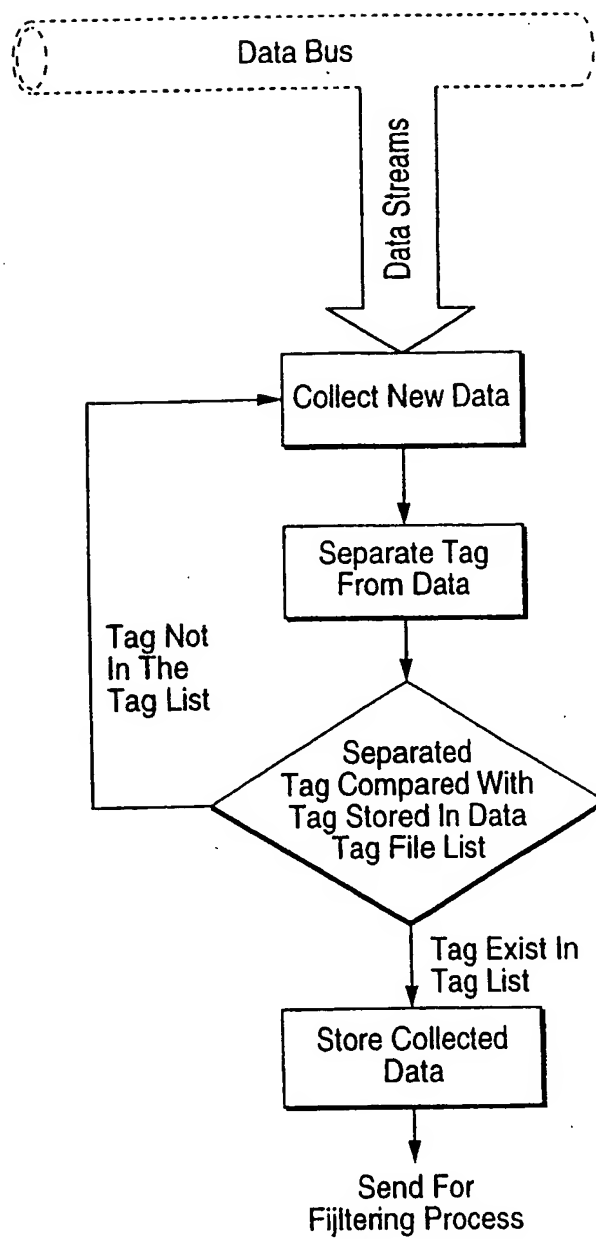 Data Bus
Data Streams
Collect New Data
Separate Tag
From Data
Tag Not
In The
Tag List
Separated
Tag Compared With
Tag Stored In Data
Tag File List
Tag Exist In
Tag List
Store Collected
Data
Send For
Fijltering Process